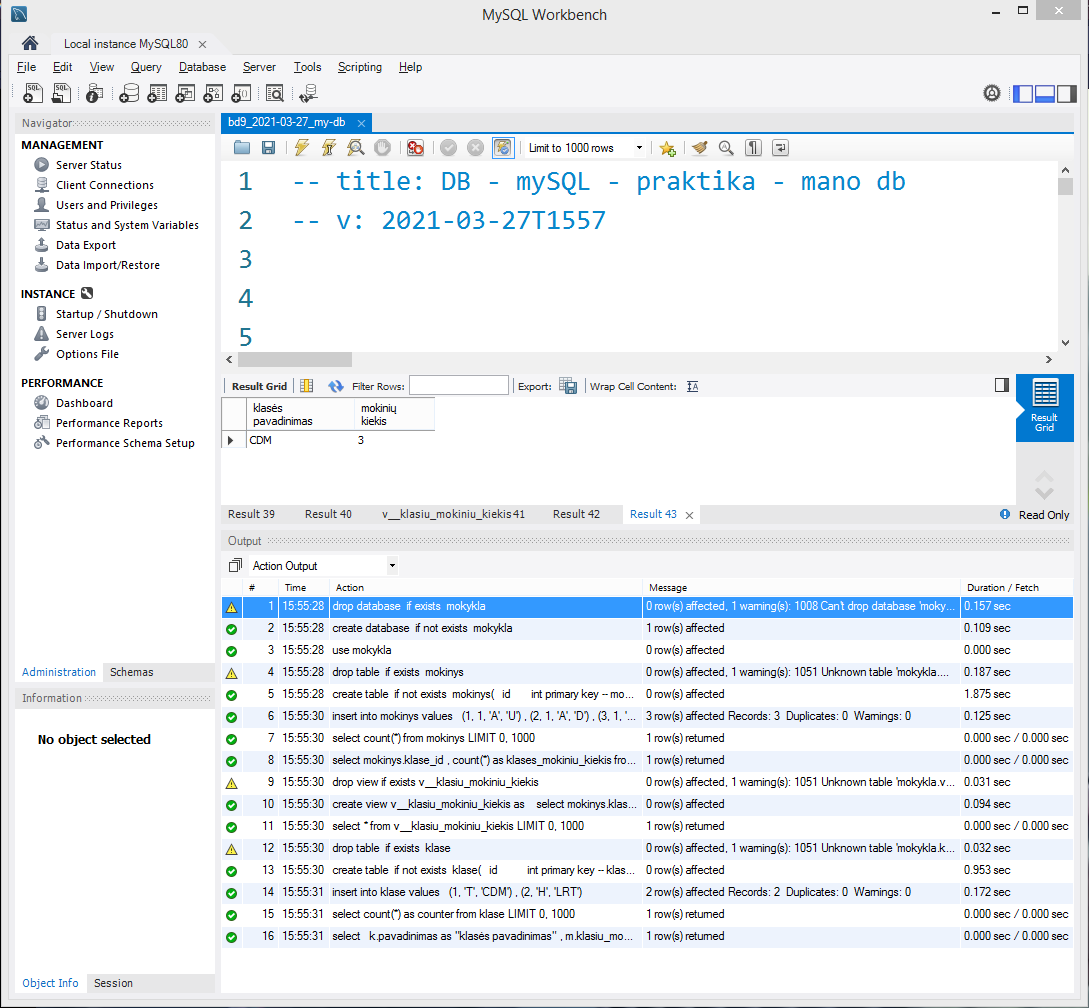 MySQL Workbench
Local instance MySQL80
File Edit View Query Database Server Tools Scripting Help
Navigator
MANAGEMENT
Server Status
Client Connections
Users and Privileges
Status and System Variables
Data Export
Data Import/Restore
INSTANCE
Startup / Shutdown
Server Logs
Options File
PERFORMANCE
Dashboard
Performance Reports
Performance Schema Setup
Administration Schemas
Information
No object selected
Object Info Session
bd9_2021-03-27_my-db
Limit to 1000 rows
1 -- title: DB - mySQL - praktika - mano db
2 -- v: 2021-03-27T1557
3
4
5
Result Grid Filter Rows: Export: Wrap Cell Content:
klasės pavadinimas mokinių kiekis
CDM 3
Result Grid
Result 39 Result 40 v__klasiu_mokiniu_kiekis41 Result 42 Result 43 Read Only
Output
Action Output
# Time Action Message Duration / Fetch
1 15:55:28 drop database if exists mokykla 0 row(s) affected, 1 warning(s): 1008 Can't drop database 'moky... 0.157 sec
2 15:55:28 create database if not exists mokykla 1 row(s) affected 0.109 sec
3 15:55:28 use mokykla 0 row(s) affected 0.000 sec
4 15:55:28 drop table if exists mokinys 0 row(s) affected, 1 warning(s): 1051 Unknown table 'mokykla.... 0.187 sec
5 15:55:28 create table if not exists mokinys( id int primary key -- mo... 0 row(s) affected 1.875 sec
6 15:55:30 insert into mokinys values (1, 1, 'A', 'U') , (2, 1, 'A', 'D') , (3, 1, '... 3 row(s) affected Records: 3 Duplicates: 0 Warnings: 0 0.125 sec
7 15:55:30 select count(*) from mokinys LIMIT 0, 1000 1 row(s) returned 0.000 sec / 0.000 sec
8 15:55:30 select mokinys.klase_id , count(*) as klases_mokiniu_kiekis fro... 1 row(s) returned 0.000 sec / 0.000 sec
9 15:55:30 drop view if exists v__klasiu_mokiniu_kiekis 0 row(s) affected, 1 warning(s): 1051 Unknown table 'mokykla.v... 0.031 sec
10 15:55:30 create view v__klasiu_mokiniu_kiekis as select mokinys.klas... 0 row(s) affected 0.094 sec
11 15:55:30 select * from v__klasiu_mokiniu_kiekis LIMIT 0, 1000 1 row(s) returned 0.000 sec / 0.000 sec
12 15:55:30 drop table if exists klase 0 row(s) affected, 1 warning(s): 1051 Unknown table 'mokykla.k... 0.032 sec
13 15:55:30 create table if not exists klase( id int primary key -- klas... 0 row(s) affected 0.953 sec
14 15:55:31 insert into klase values (1, 'T', 'CDM') , (2, 'H', 'LRT') 2 row(s) affected Records: 2 Duplicates: 0 Warnings: 0 0.172 sec
15 15:55:31 select count(*) as counter from klase LIMIT 0, 1000 1 row(s) returned 0.000 sec / 0.000 sec
16 15:55:31 select k.pavadinimas as "klasės pavadinimas" , m.klasiu_mo... 1 row(s) returned 0.000 sec / 0.000 sec